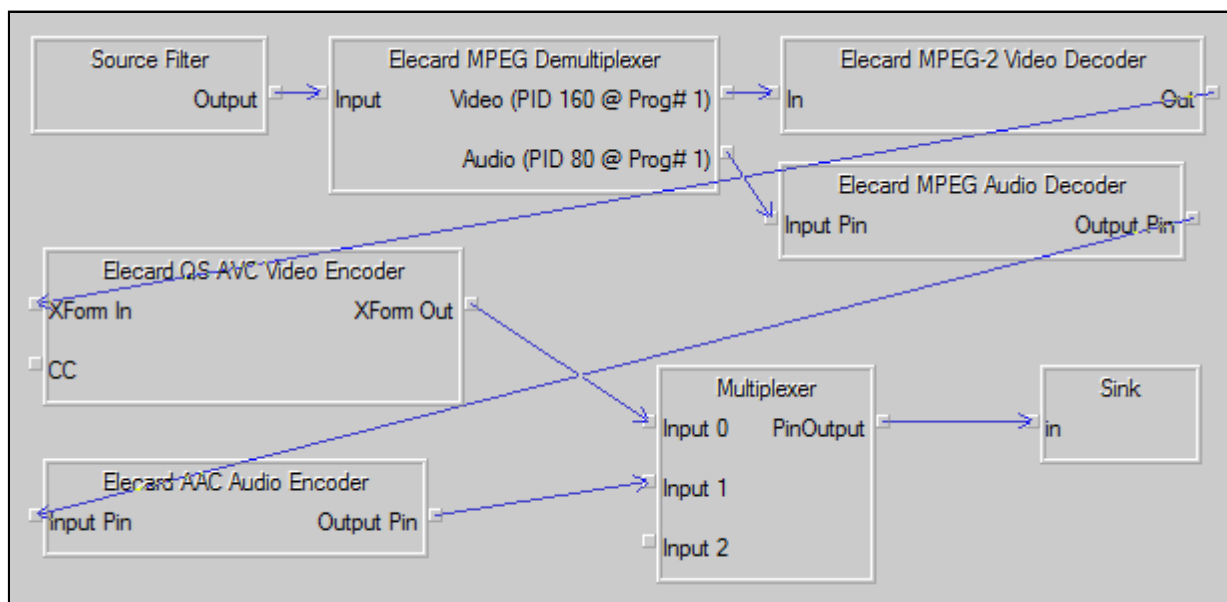 Source Filter
Output
Elecard MPEG Demultiplexer
Input
Video (PID 160 @ Prog# 1)
Audio (PID 80 @ Prog# 1)
Elecard MPEG-2 Video Decoder
In
Out
Elecard MPEG Audio Decoder
Input Pin
Output Pin
Elecard QS AVC Video Encoder
XForm In
XForm Out
CC
Multiplexer
Input 0
PinOutput
Input 1
Input 2
Sink
in
Elecard AAC Audio Encoder
Input Pin
Output Pin